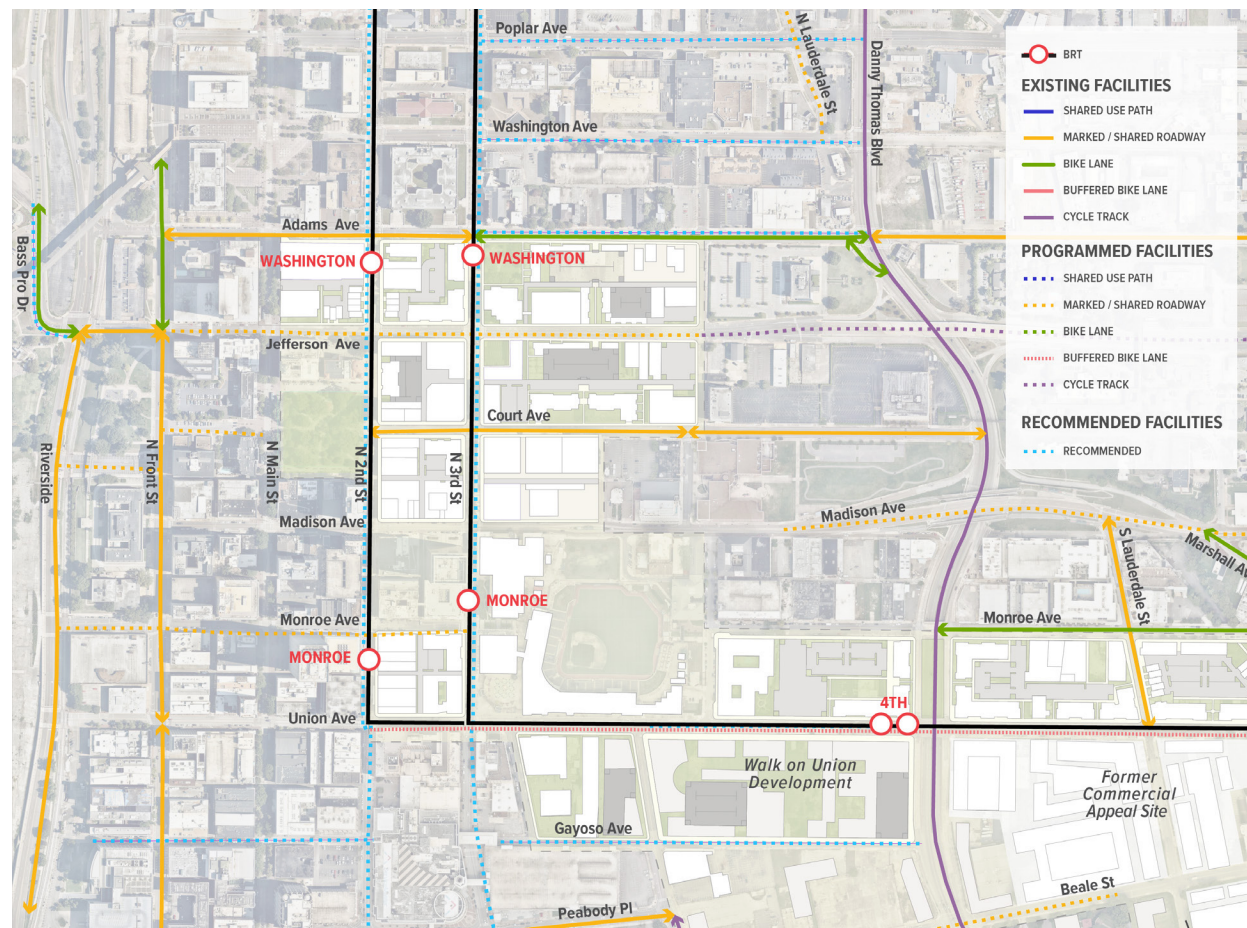 Poplar Ave
N Lauderdale St
Danny Thomas Blvd
Washington Ave
Adams Ave
WASHINGTON
WASHINGTON
Bass Pro Dr
Jefferson Ave
Court Ave
Riverside
N Front St
N Main St
N 2nd St
N 3rd St
Madison Ave
Madison Ave
S Lauderdale St
Marshall Av
MONROE
Monroe Ave
Monroe Ave
MONROE
4TH
Union Ave
Walk on Union
Development
Former
Commercial
Appeal Site
Gayoso Ave
Beale St
Peabody Pl
BRT
EXISTING FACILITIES
SHARED USE PATH
MARKED / SHARED ROADWAY
BIKE LANE
BUFFERED BIKE LANE
CYCLE TRACK
PROGRAMMED FACILITIES
SHARED USE PATH
MARKED / SHARED ROADWAY
BIKE LANE
BUFFERED BIKE LANE
CYCLE TRACK
RECOMMENDED FACILITIES
RECOMMENDED